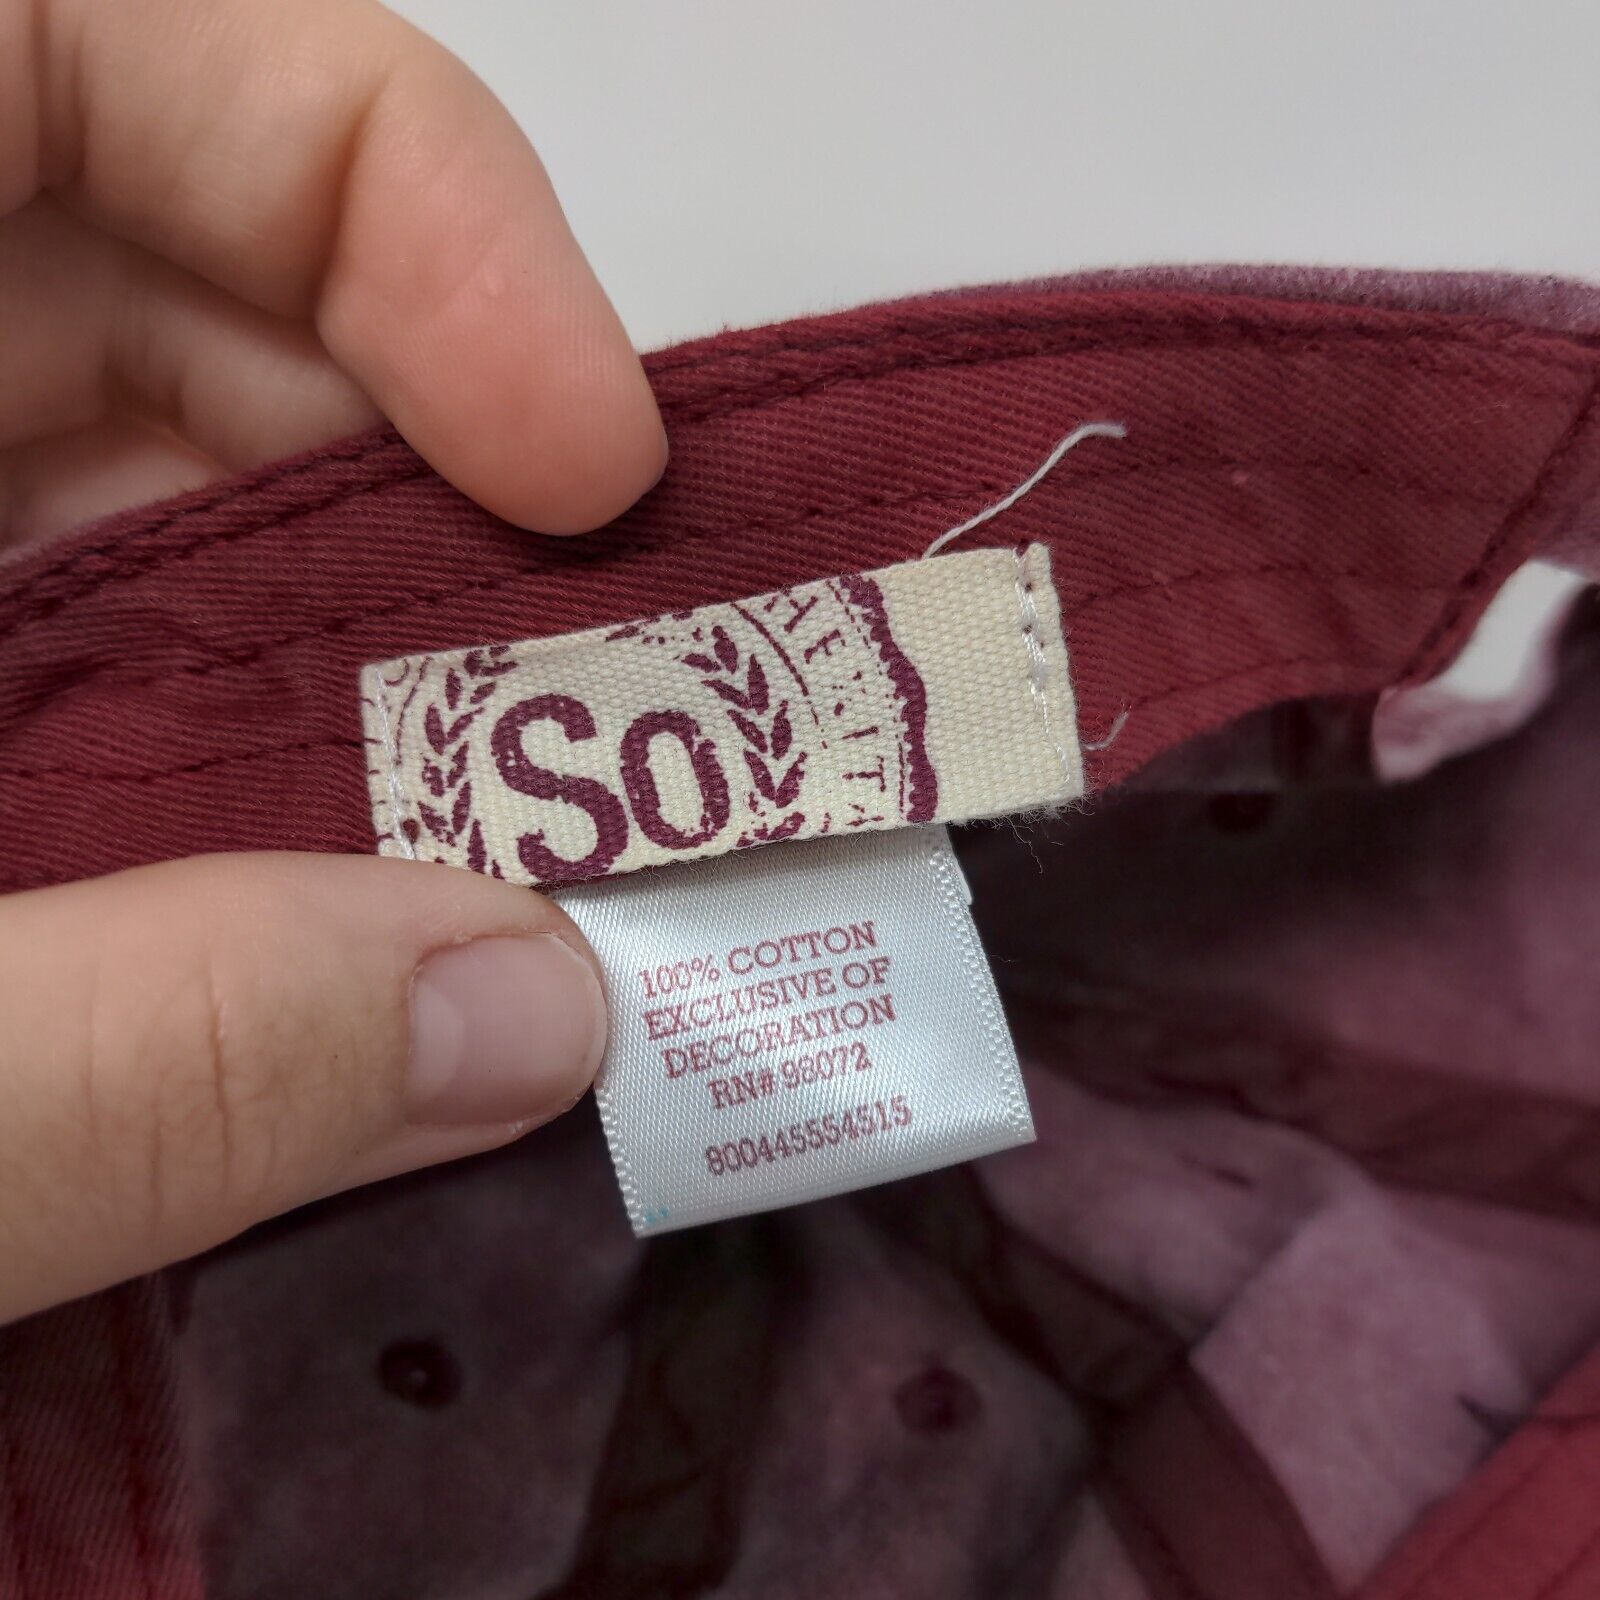 So
100% COTTON
EXCLUSIVE OF
DECORATION
RN# 98072
800445554515